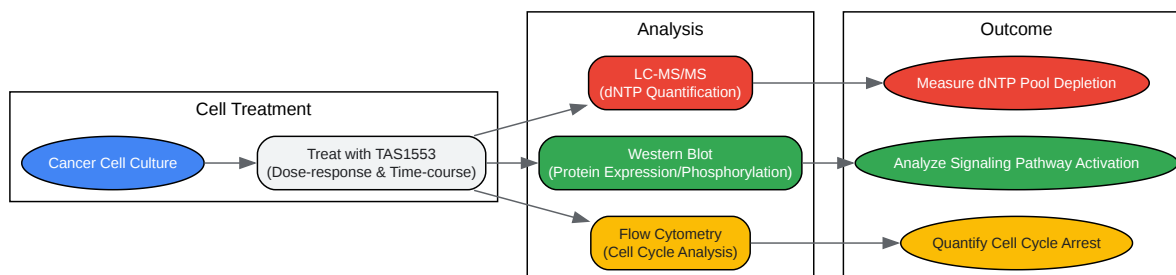 Cell Treatment
Cancer Cell Culture
Treat with TAS1553
(Dose-response & Time-course)
Analysis
LC-MS/MS
(dNTP Quantification)
Western Blot
(Protein Expression/Phosphorylation)
Flow Cytometry
(Cell Cycle Analysis)
Outcome
Measure dNTP Pool Depletion
Analyze Signaling Pathway Activation
Quantify Cell Cycle Arrest